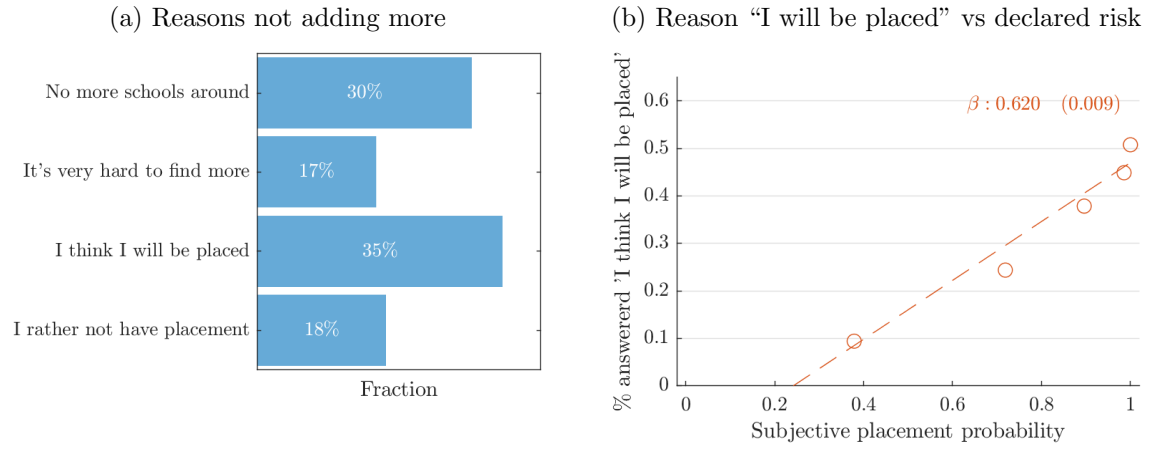 (a) Reasons not adding more
No more schools around
30%
It's very hard to find more
17%
I think I will be placed
35%
I rather not have placement
18%
Fraction
(b) Reason “I will be placed” vs declared risk
% answererd 'I think I will be placed'
β : 0.620 (0.009)
0.6
0.5
0.4
0.3
0.2
0.1
0
0 0.2 0.4 0.6 0.8 1
Subjective placement probability